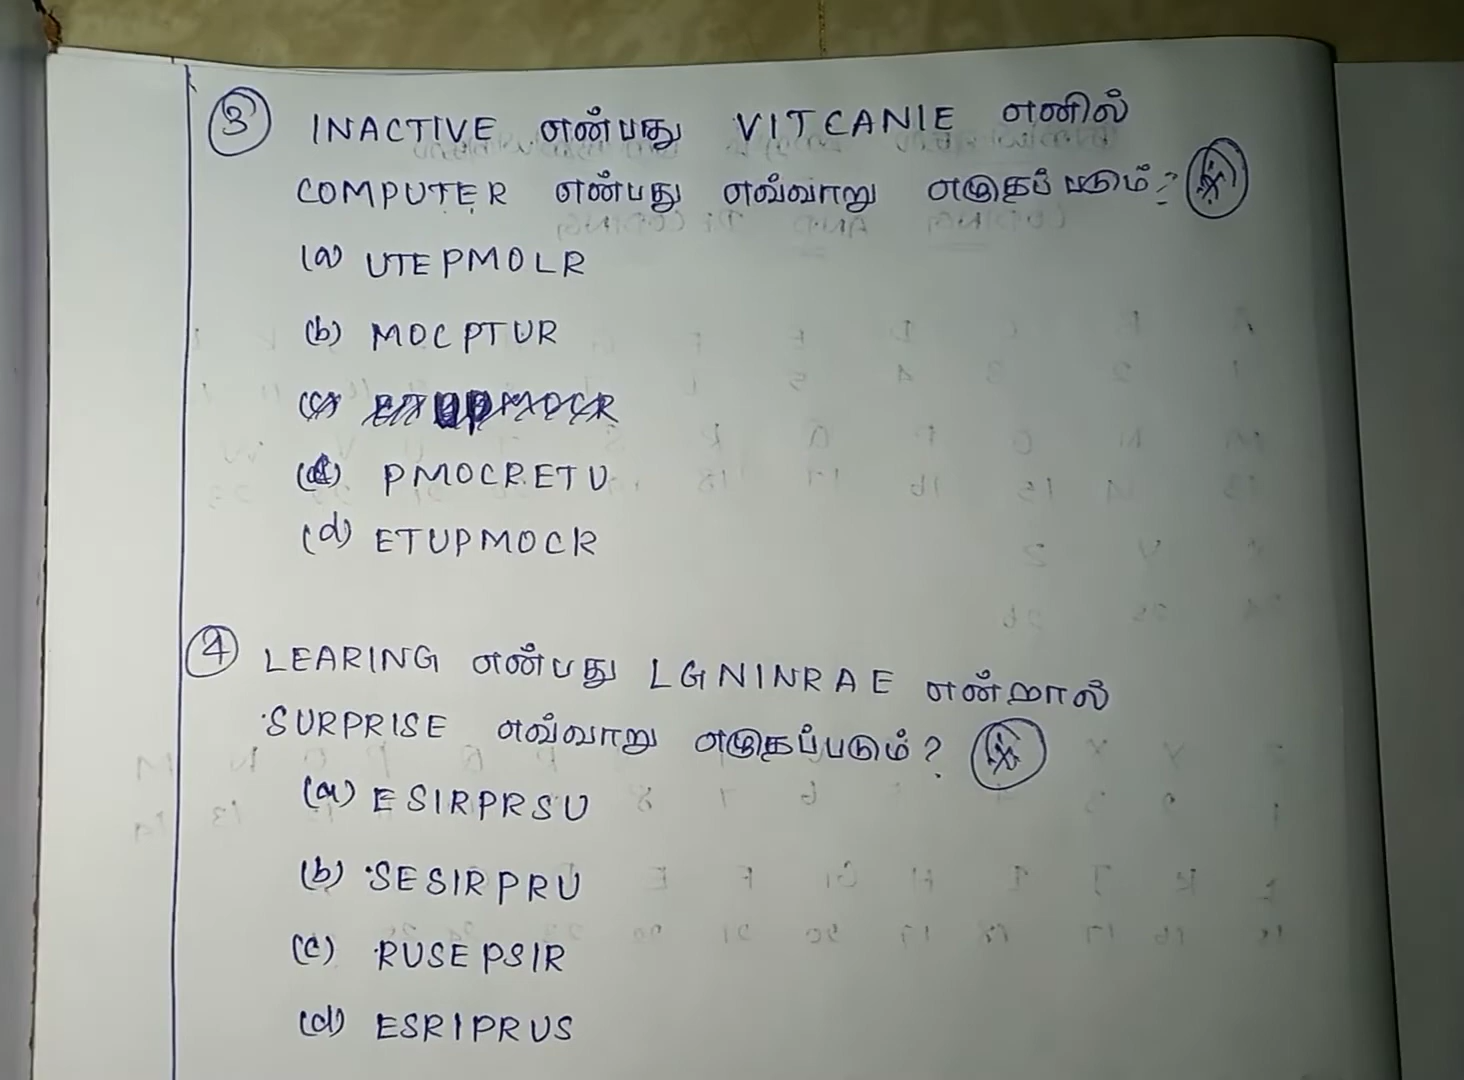 3 INACTIVE என்பது VITCANIE எனில்
COMPUTER என்பது எவ்வாறு எழுதப் படும்?
(a) UTEPMOLR
(b) MOCPTUR
(c) PMOCRETU
(d) ETUPMOCR
4 LEARING என்பது LGNINRAE என்றால்
SURPRISE எவ்வாறு எழுதப்படும்?
(a) ESIRPRSU
(b) SESIRPRU
(c) RUSEPSIR
(d) ESRIPRUS